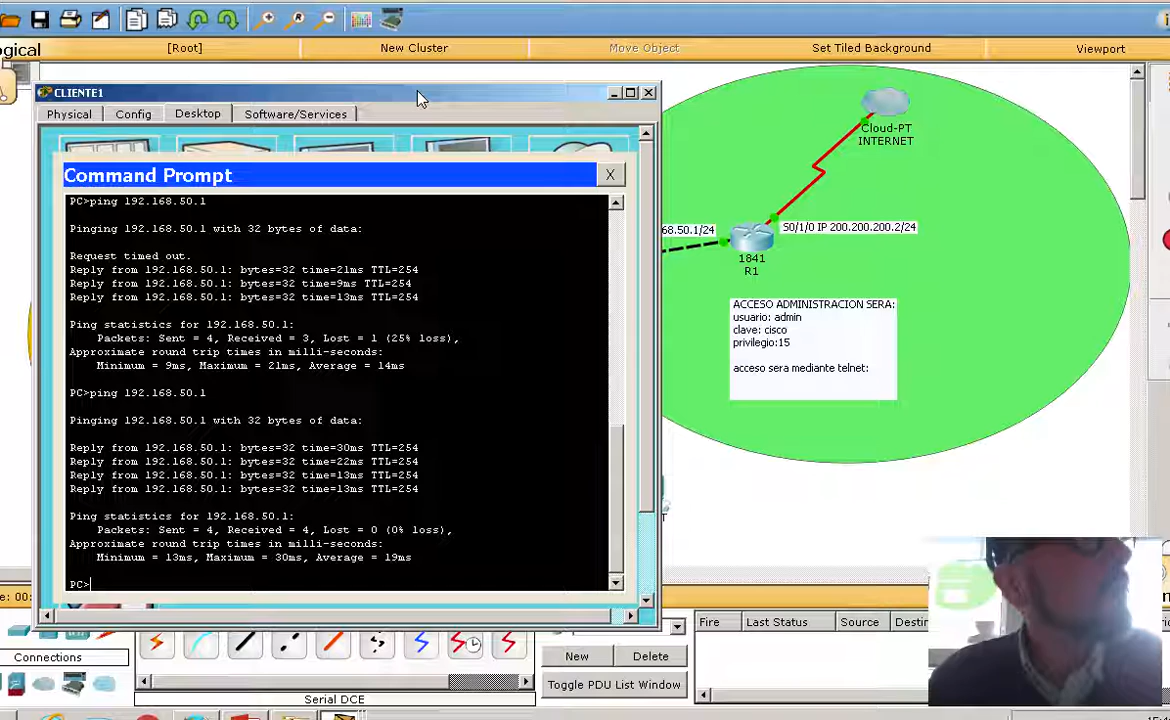 ogical
[Root]
New Cluster
Move Object
Set Tiled Background
Viewport
CLIENTE1
Physical
Config
Desktop
Software/Services
Command Prompt
X
PC>ping 192.168.50.1
Pinging 192.168.50.1 with 32 bytes of data:
Request timed out.
Reply from 192.168.50.1: bytes=32 time=21ms TTL=254
Reply from 192.168.50.1: bytes=32 time=9ms TTL=254
Reply from 192.168.50.1: bytes=32 time=13ms TTL=254
Ping statistics for 192.168.50.1:
Packets: Sent = 4, Received = 3, Lost = 1 (25% loss),
Approximate round trip times in milli-seconds:
Minimum = 9ms, Maximum = 21ms, Average = 14ms
PC>ping 192.168.50.1
Pinging 192.168.50.1 with 32 bytes of data:
Reply from 192.168.50.1: bytes=32 time=30ms TTL=254
Reply from 192.168.50.1: bytes=32 time=22ms TTL=254
Reply from 192.168.50.1: bytes=32 time=13ms TTL=254
Reply from 192.168.50.1: bytes=32 time=13ms TTL=254
Ping statistics for 192.168.50.1:
Packets: Sent = 4, Received = 4, Lost = 0 (0% loss),
Approximate round trip times in milli-seconds:
Minimum = 13ms, Maximum = 30ms, Average = 19ms
PC>
Cloud-PT
INTERNET
68.50.1/24
S0/1/0 IP 200.200.200.2/24
1841
R1
ACCESO ADMINISTRACION SERA:
usuario: admin
clave: cisco
privilegio:15
acceso sera mediante telnet:
e: 00:
Connections
Serial DCE
New
Delete
Toggle PDU List Window
Fire
Last Status
Source
Destin